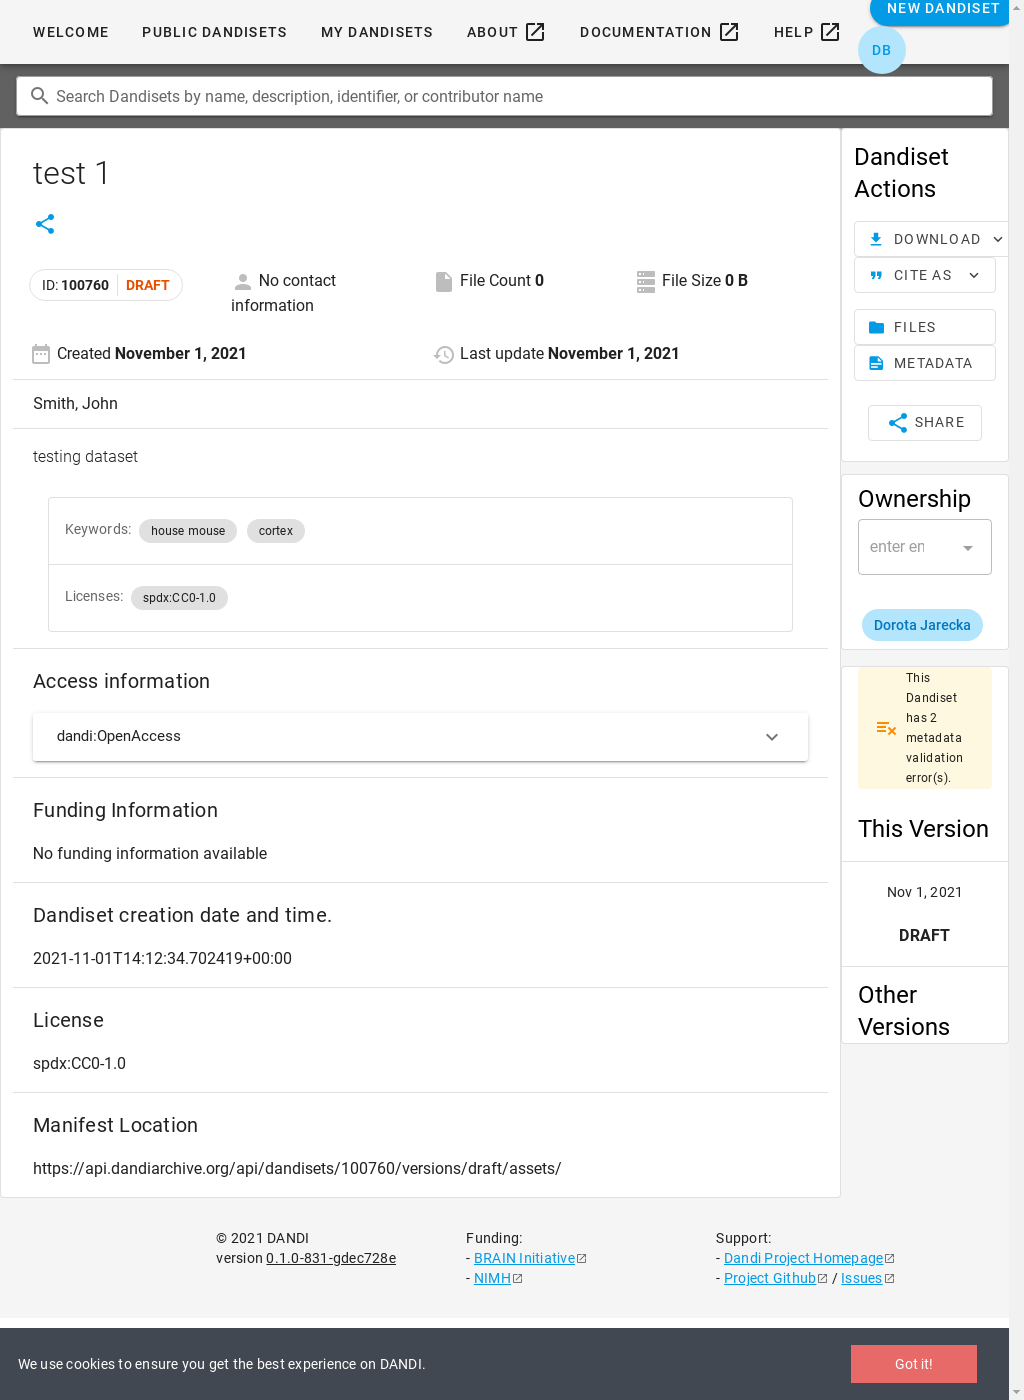 WELCOME
PUBLIC DANDISETS
MY DANDISETS
ABOUT
DOCUMENTATION
HELP
NEW DANDISET
DB
Search Dandisets by name, description, identifier, or contributor name
test 1
ID: 100760 DRAFT
No contact
information
File Count 0
File Size 0 B
Created November 1, 2021
Last update November 1, 2021
Smith, John
testing dataset
Keywords: house mouse cortex
Licenses: spdx:CC0-1.0
Access information
dandi:OpenAccess
Funding Information
No funding information available
Dandiset creation date and time.
2021-11-01T14:12:34.702419+00:00
License
spdx:CC0-1.0
Manifest Location
https://api.dandiarchive.org/api/dandisets/100760/versions/draft/assets/
Dandiset
Actions
DOWNLOAD
CITE AS
FILES
METADATA
SHARE
Ownership
enter en
Dorota Jarecka
This
Dandiset
has 2
metadata
validation
error(s).
This Version
Nov 1, 2021
DRAFT
Other
Versions
© 2021 DANDI
version 0.1.0-831-gdec728e
Funding:
- BRAIN Initiative
- NIMH
Support:
- Dandi Project Homepage
- Project Github / Issues
We use cookies to ensure you get the best experience on DANDI.
Got it!